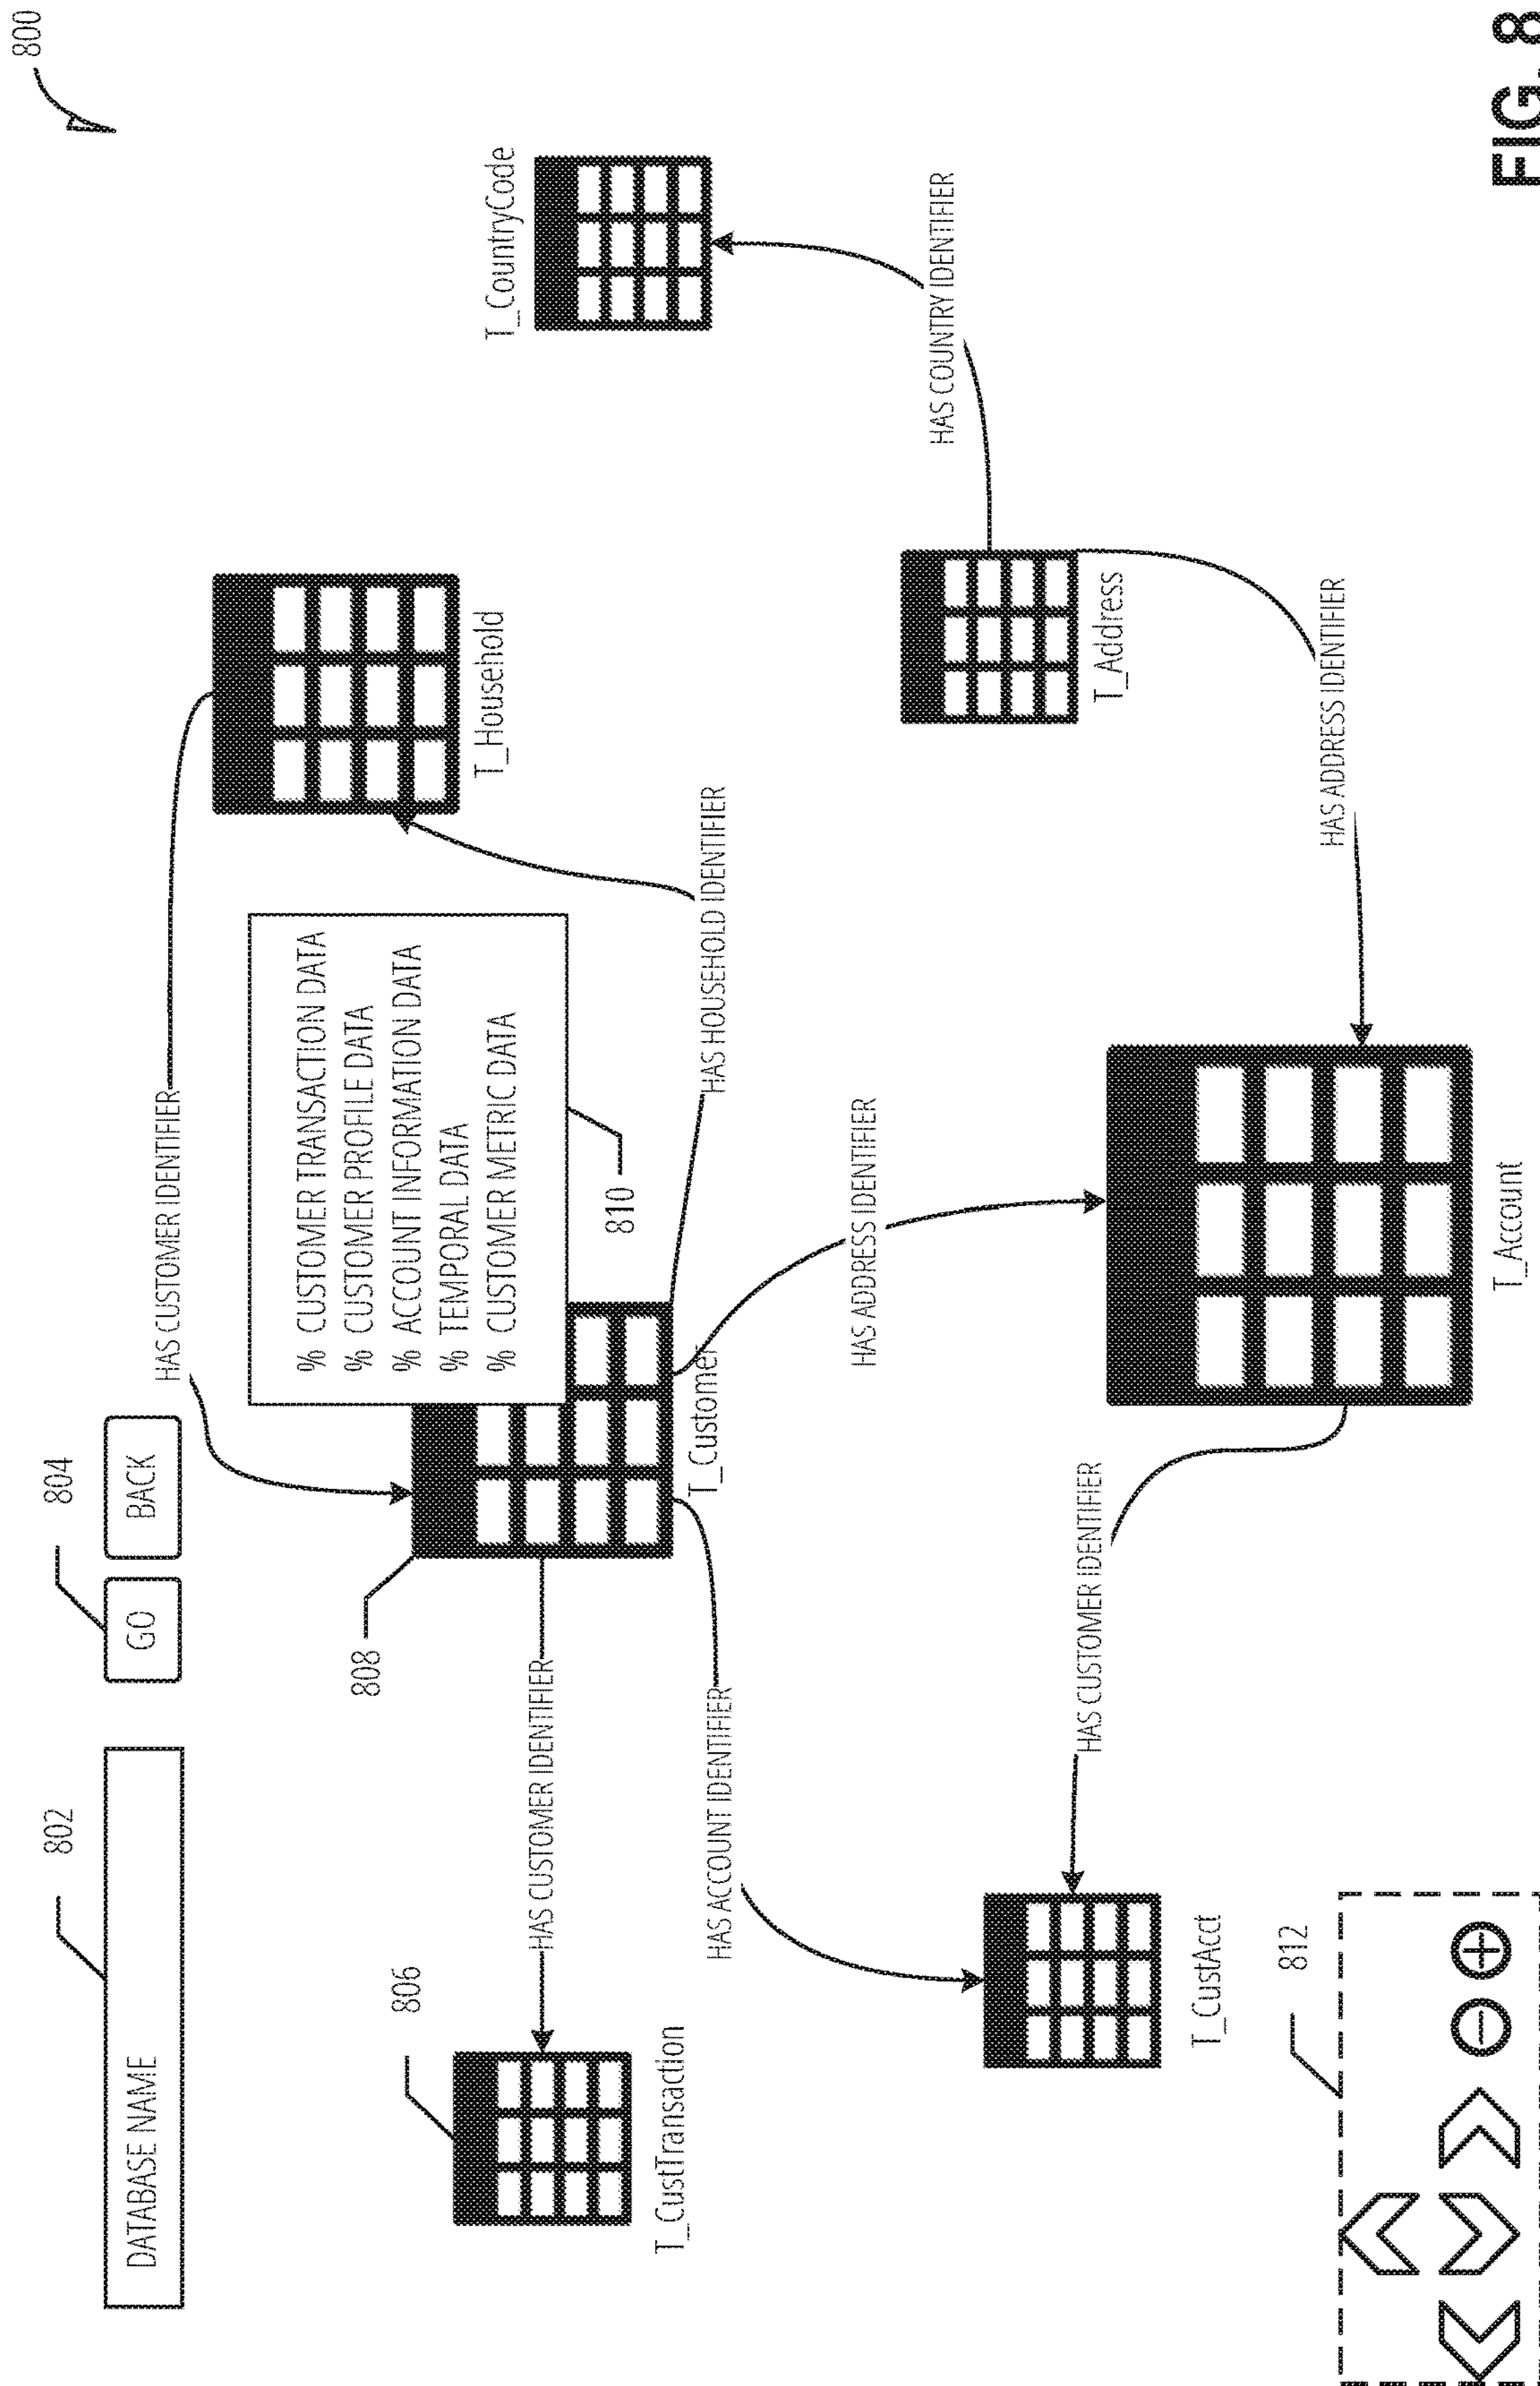 800
802
DATABASE NAME
804
GO
BACK
HAS CUSTOMER IDENTIFIER
T_Household
T_CountryCode
808
% CUSTOMER TRANSACTION DATA
% CUSTOMER PROFILE DATA
% ACCOUNT INFORMATION DATA
% TEMPORAL DATA
% CUSTOMER METRIC DATA
810
806
T_CustTransaction
HAS CUSTOMER IDENTIFIER
T_Customer
HAS HOUSEHOLD IDENTIFIER
HAS ACCOUNT IDENTIFIER
HAS ADDRESS IDENTIFIER
HAS COUNTRY IDENTIFIER
T_Address
HAS CUSTOMER IDENTIFIER
HAS ADDRESS IDENTIFIER
T_CustAcct
T_Account
812
FIG. 8